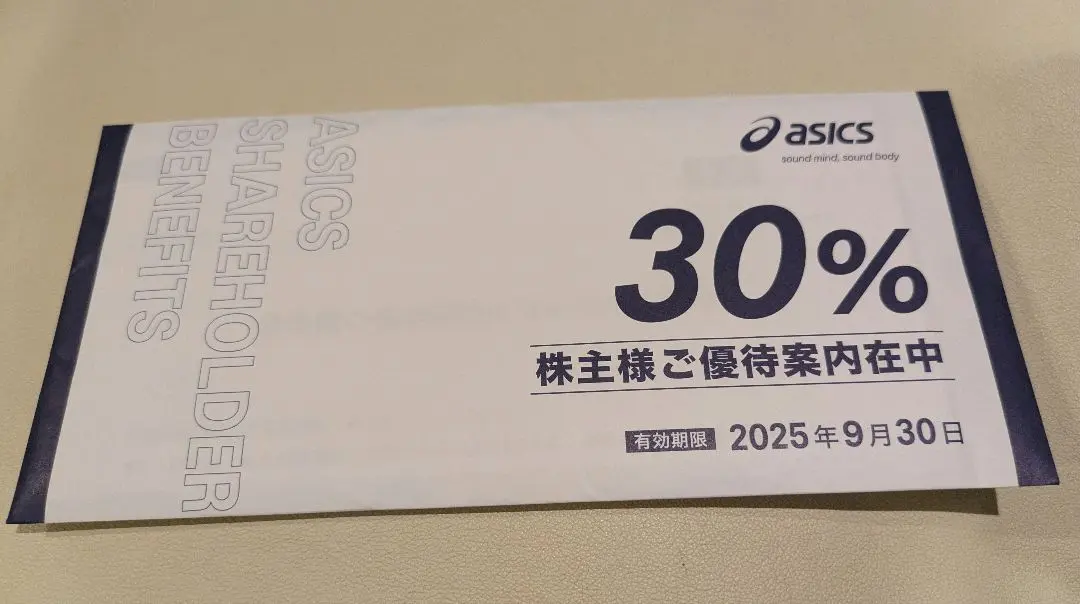 ASICS
SHAREHOLDER
BENEFITS
asics
sound mind, sound body
30%
株主様ご優待案内在中
有効期限 2025年9月30日